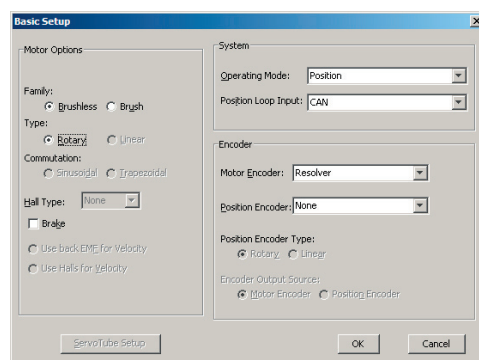 Basic Setup
Motor Options
Family:
Brushless Brush
Type:
Rotary Linear
Commutation:
Sinusoidal Trapezoidal
Hall Type: None
Brake
Use back EMF for Velocity
Use Halls for Velocity
ServoTube Setup
System
Operating Mode: Position
Position Loop Input: CAN
Encoder
Motor Encoder: Resolver
Position Encoder: None
Position Encoder Type:
Rotary Linear
Encoder Output Source:
Motor Encoder Position Encoder
OK Cancel